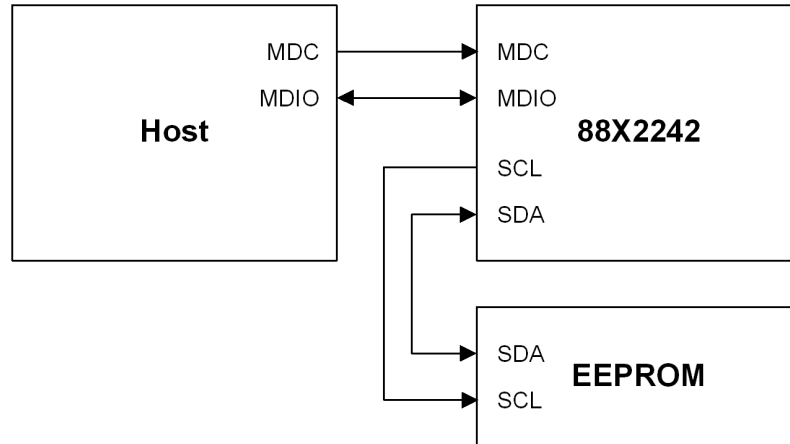 MDC
MDIO
Host
MDC
MDIO
88X2242
SCL
SDA
SDA
EEPROM
SCL